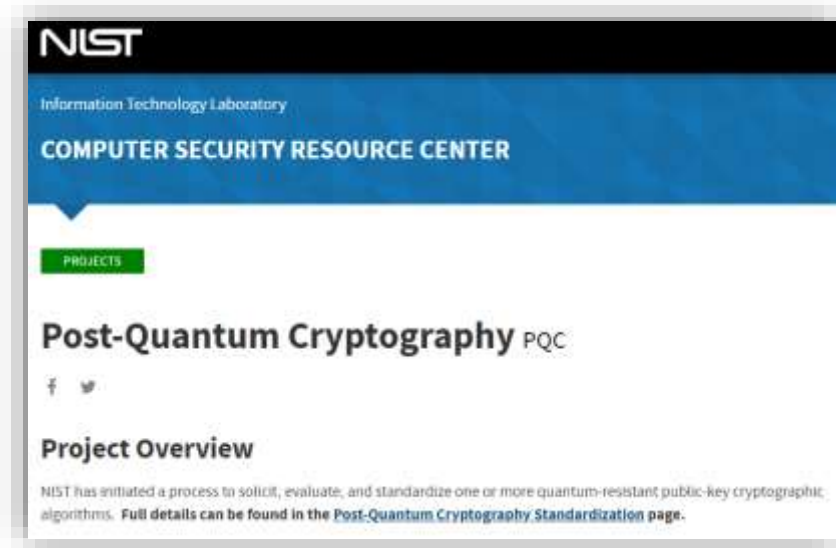 NIST
Information Technology Laboratory
COMPUTER SECURITY RESOURCE CENTER
PROJECTS
Post-Quantum Cryptography PQC
Project Overview
NIST has initiated a process to solicit, evaluate, and standardize one or more quantum-resistant public-key cryptographic
algorithms. Full details can be found in the Post-Quantum Cryptography Standardization page.